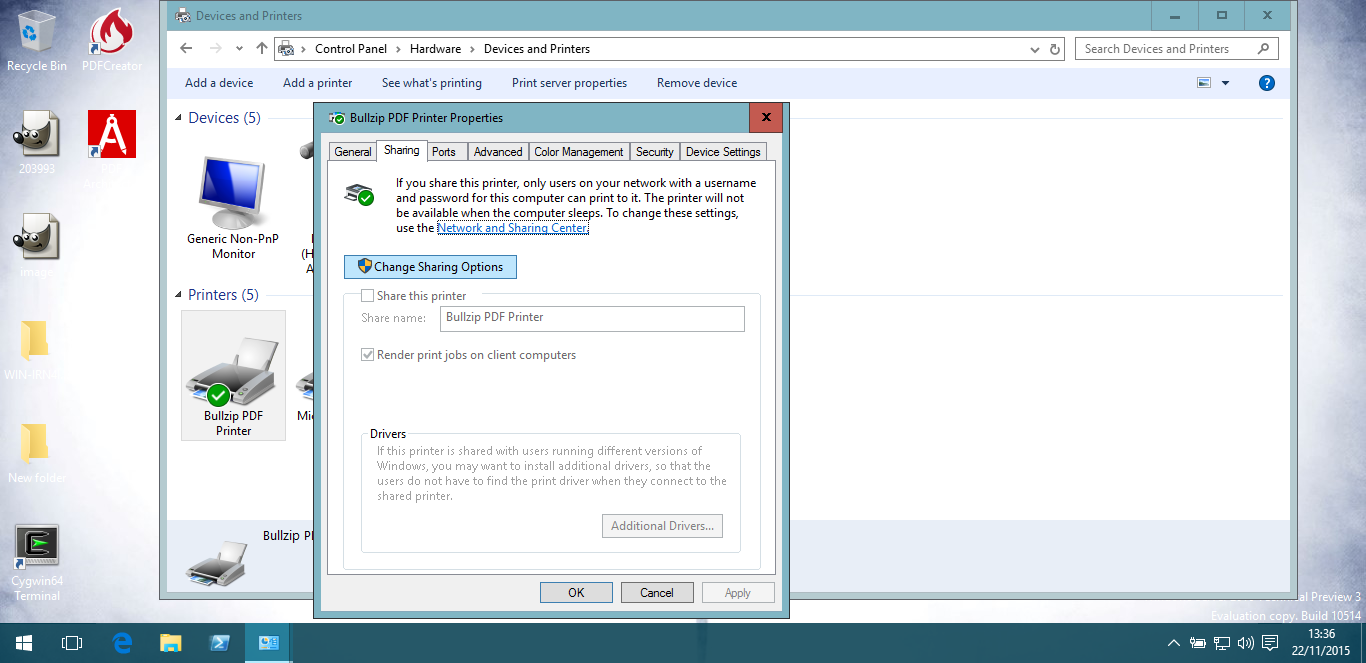 Recycle Bin
PDFCreator
203993
image
New folder
Cygwin64
Terminal
Devices and Printers
Control Panel
Hardware
Devices and Printers
Search Devices and Printers
Add a device
Add a printer
See what's printing
Print server properties
Remove device
Devices (5)
Generic Non-PnP
Monitor
Printers (5)
Bullzip PDF
Printer
Bullzip
Bullzip PDF Printer Properties
General
Sharing
Ports
Advanced
Color Management
Security
Device Settings
If you share this printer, only users on your network with a username
and password for this computer can print to it. The printer will not
be available when the computer sleeps. To change these settings,
use the Network and Sharing Center.
Change Sharing Options
Share this printer
Share name:
Bullzip PDF Printer
Render print jobs on client computers
Drivers
If this printer is shared with users running different versions of
Windows, you may want to install additional drivers, so that the
users do not have to find the print driver when they connect to the
shared printer.
Additional Drivers...
OK
Cancel
Apply
Preview 3
Evaluation copy. Build 10514
13:36
22/11/2015